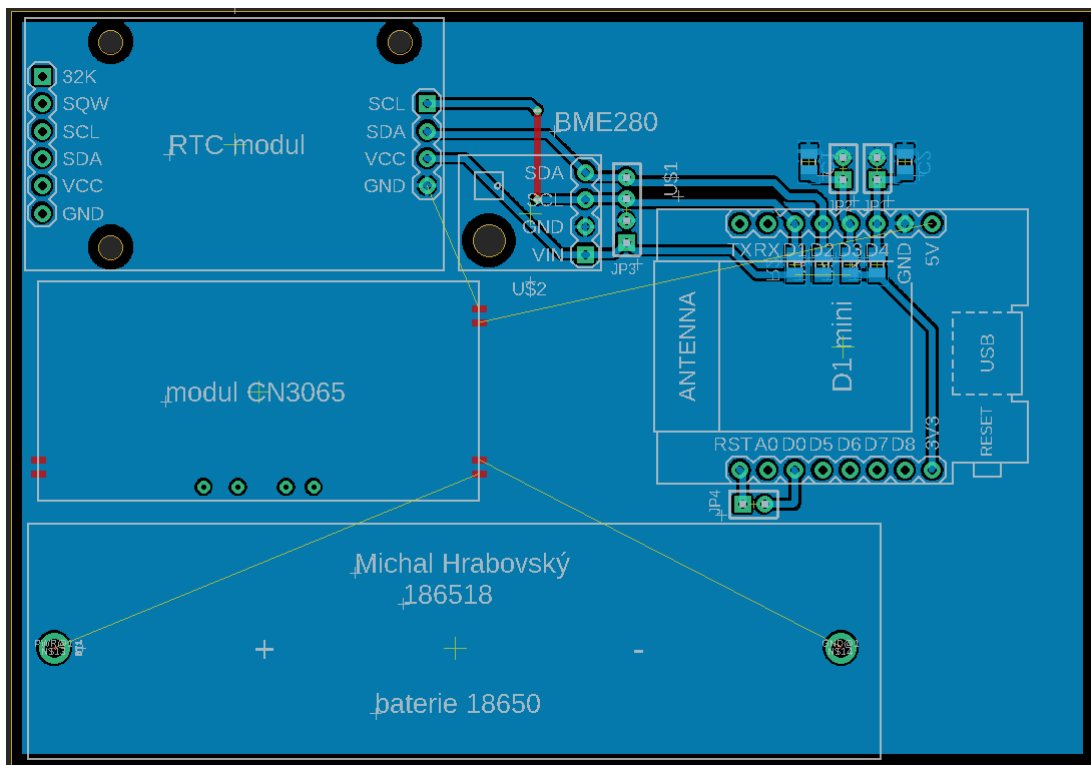 32K
SQW
SCL
SDA
VCC
GND
RTC modul
SCL
SDA
VCC
GND
BME280
SDA
SCL
GND
VIN
U$1
JP3
U$2
JP2
JP1
TX RX D1 D2 D3 D4 GND 5V
ANTENNA
D1 mini
USB
RESET
RST A0 D0 D5 D6 D7 D8 3V3
JP4
modul CN3065
Michal Hrabovský
186518
+ -
baterie 18650